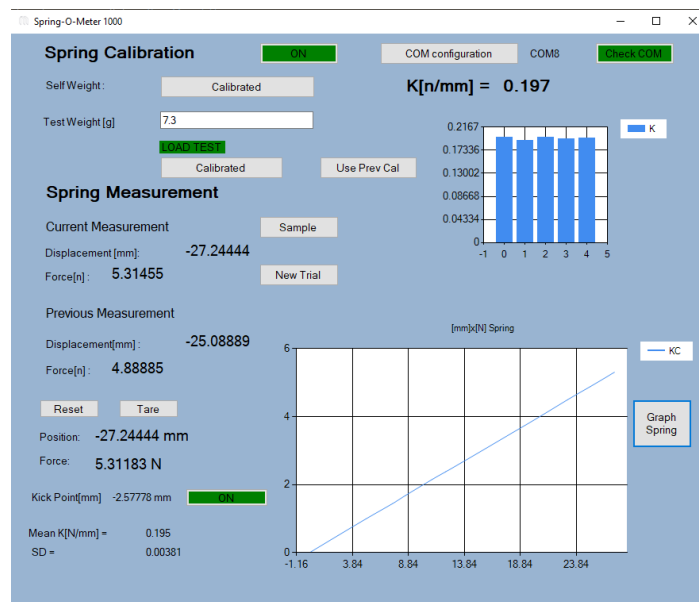 Spring-O-Meter 1000
Spring Calibration
ON
COM configuration
COM8
Check COM
Self Weight :
Calibrated
K[n/mm] = 0.197
Test Weight [g]
7.3
LOAD TEST
Calibrated
Use Prev Cal
0.2167
0.17336
0.13002
0.08668
0.04334
0
-1 0 1 2 3 4 5
K
Spring Measurement
Current Measurement
Sample
Displacement [mm]: -27.24444
Force[n] : 5.31455
New Trial
Previous Measurement
Displacement[mm] : -25.08889
Force[n] : 4.88885
Reset
Tare
Position: -27.24444 mm
Force: 5.31183 N
Kick Point[mm] -2.57778 mm
ON
Mean K[N/mm] = 0.195
SD = 0.00381
[mm]x[N] Spring
6
4
2
0
-1.16 3.84 8.84 13.84 18.84 23.84
KC
Graph
Spring